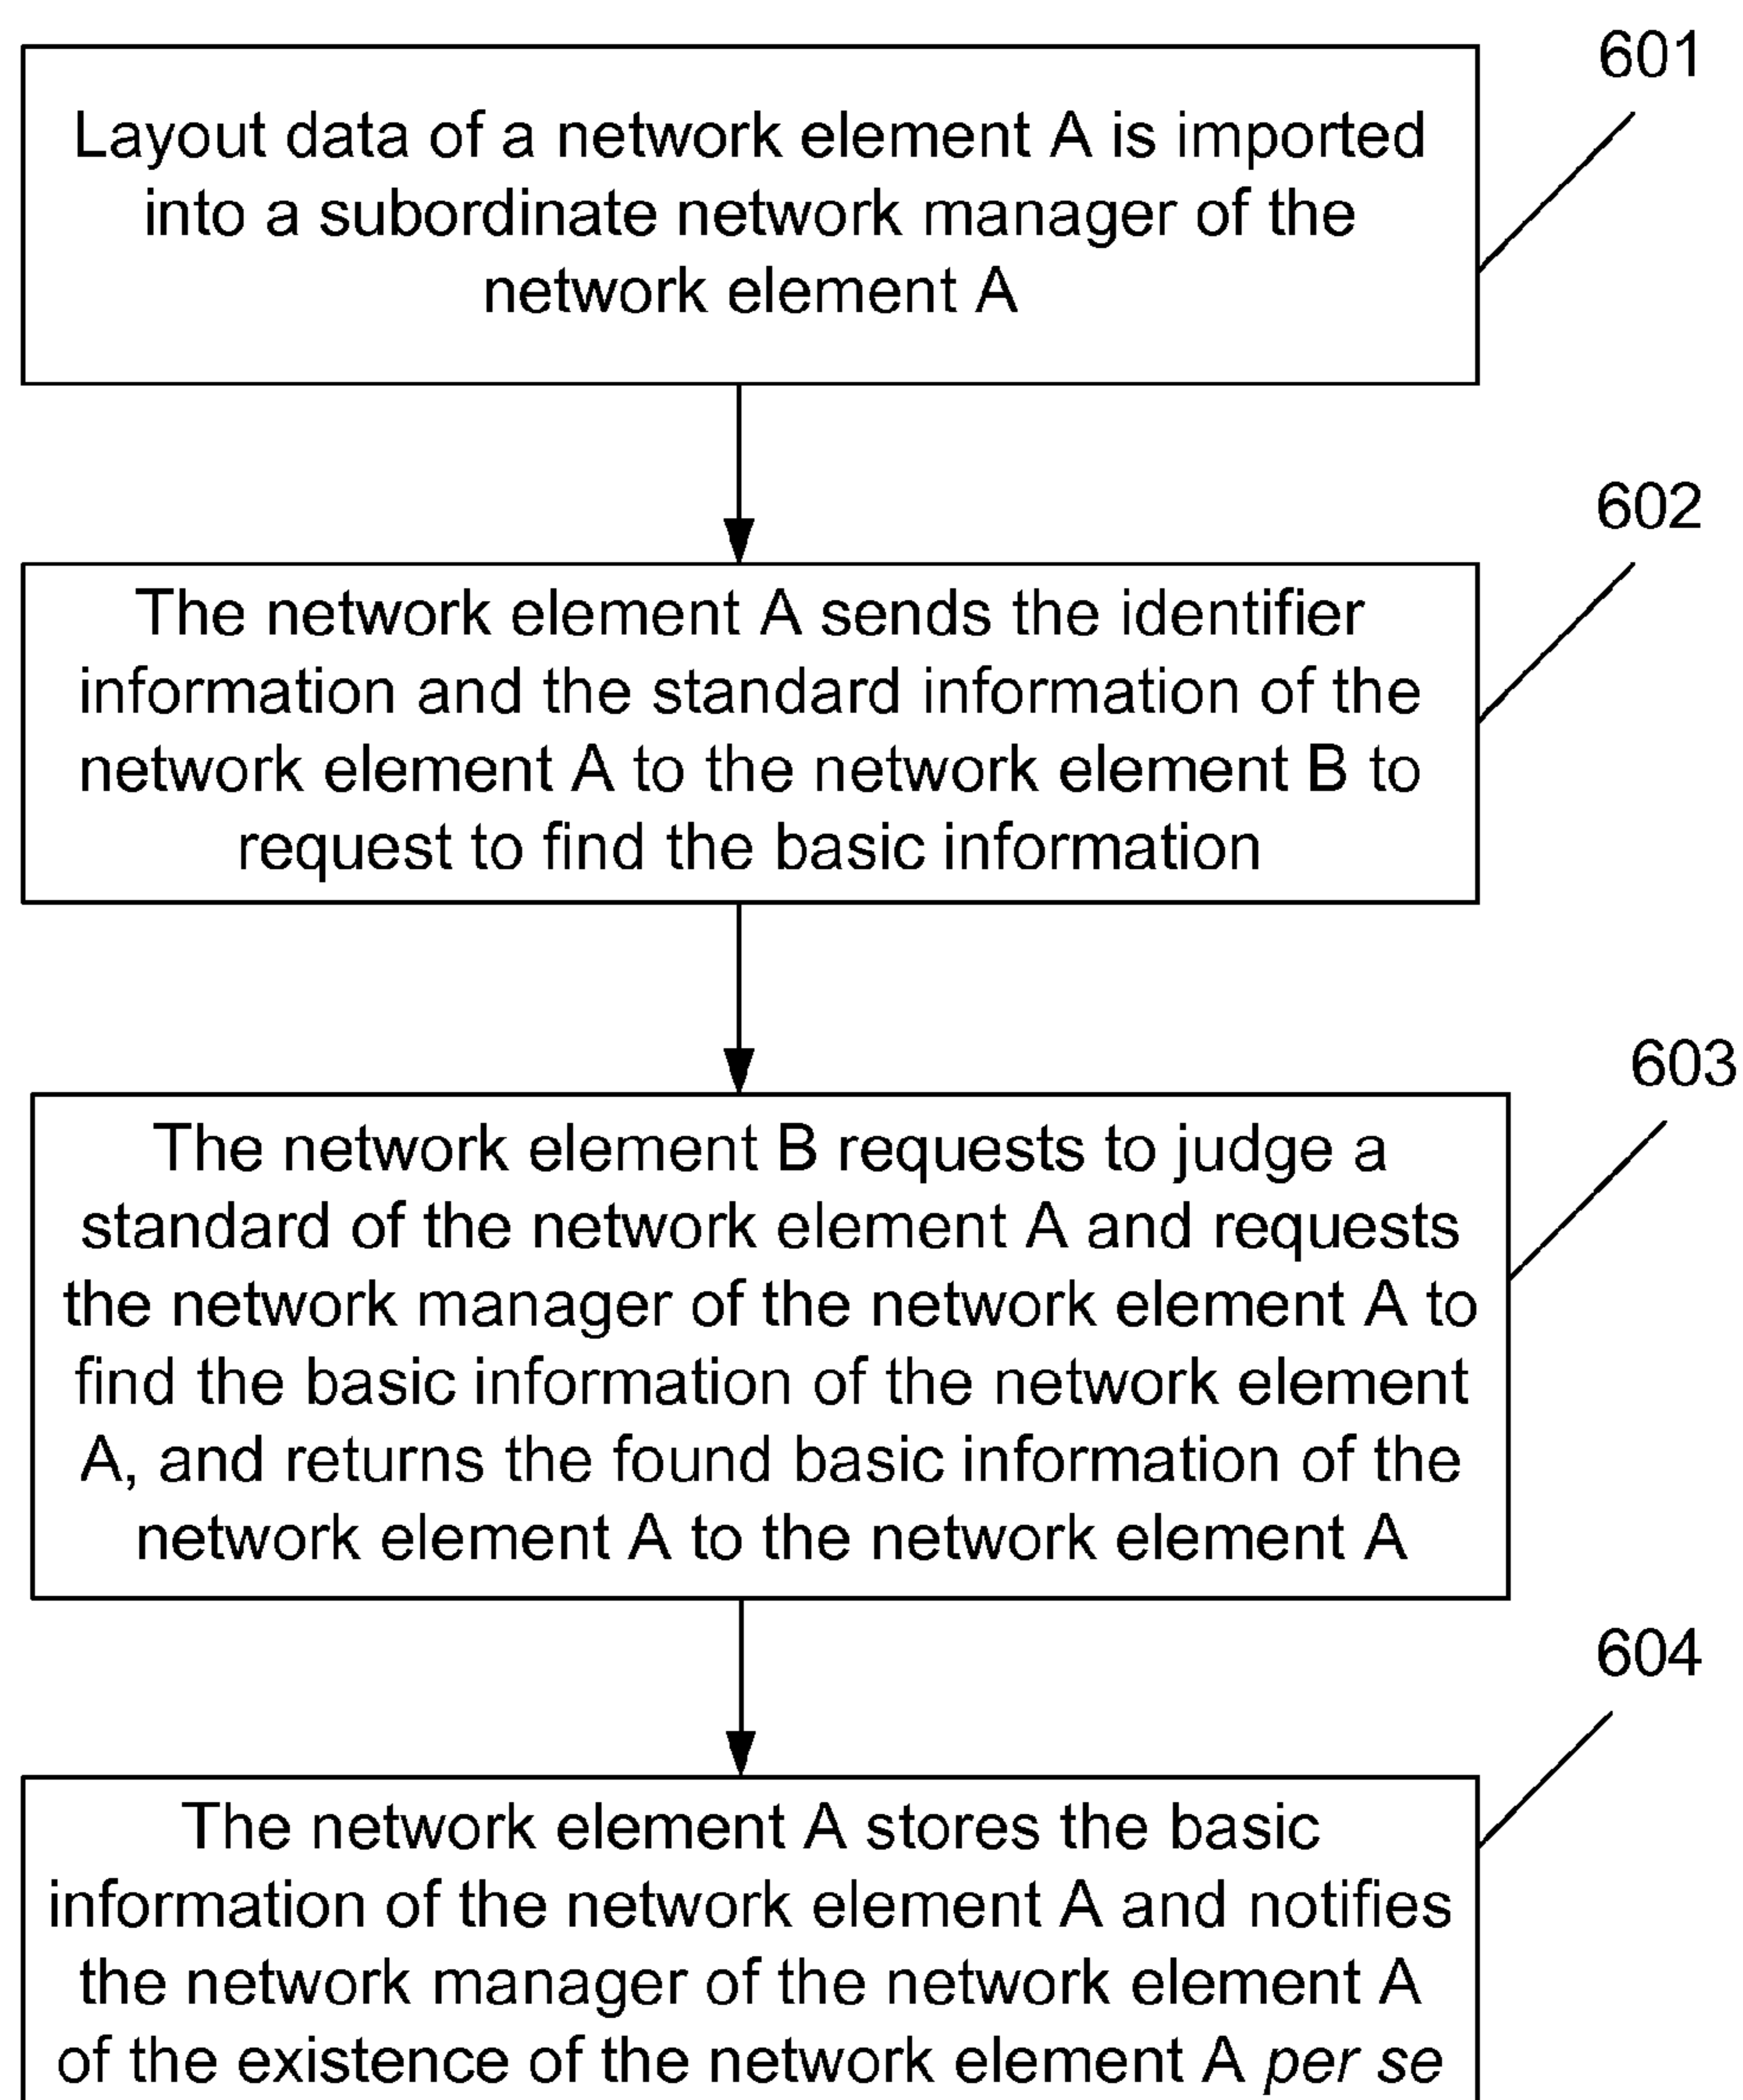 601
Layout data of a network element A is imported
into a subordinate network manager of the
network element A
602
The network element A sends the identifier
information and the standard information of the
network element A to the network element B to
request to find the basic information
603
The network element B requests to judge a
standard of the network element A and requests
the network manager of the network element A to
find the basic information of the network element
A, and returns the found basic information of the
network element A to the network element A
604
The network element A stores the basic
information of the network element A and notifies
the network manager of the network element A
of the existence of the network element A per se